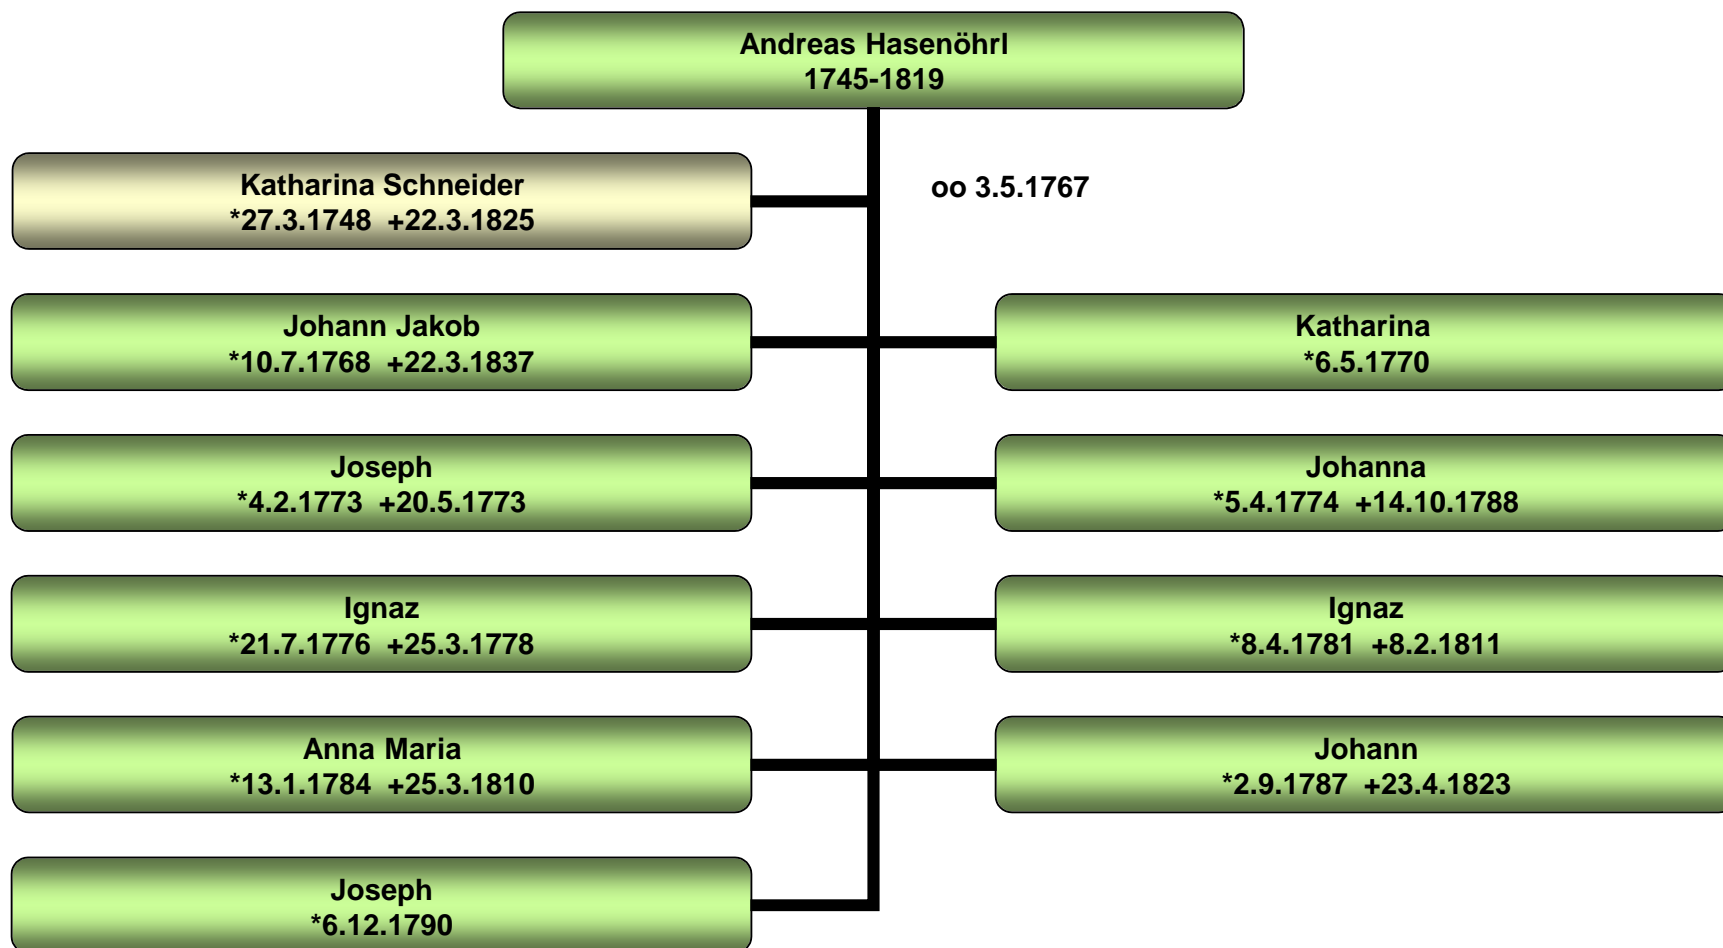 Andreas Hasenöhrl
1745-1819
Katharina Schneider
*27.3.1748 +22.3.1825
oo 3.5.1767
Johann Jakob
*10.7.1768 +22.3.1837
Katharina
*6.5.1770
Joseph
*4.2.1773 +20.5.1773
Johanna
*5.4.1774 +14.10.1788
Ignaz
*21.7.1776 +25.3.1778
Ignaz
*8.4.1781 +8.2.1811
Anna Maria
*13.1.1784 +25.3.1810
Johann
*2.9.1787 +23.4.1823
Joseph
*6.12.1790